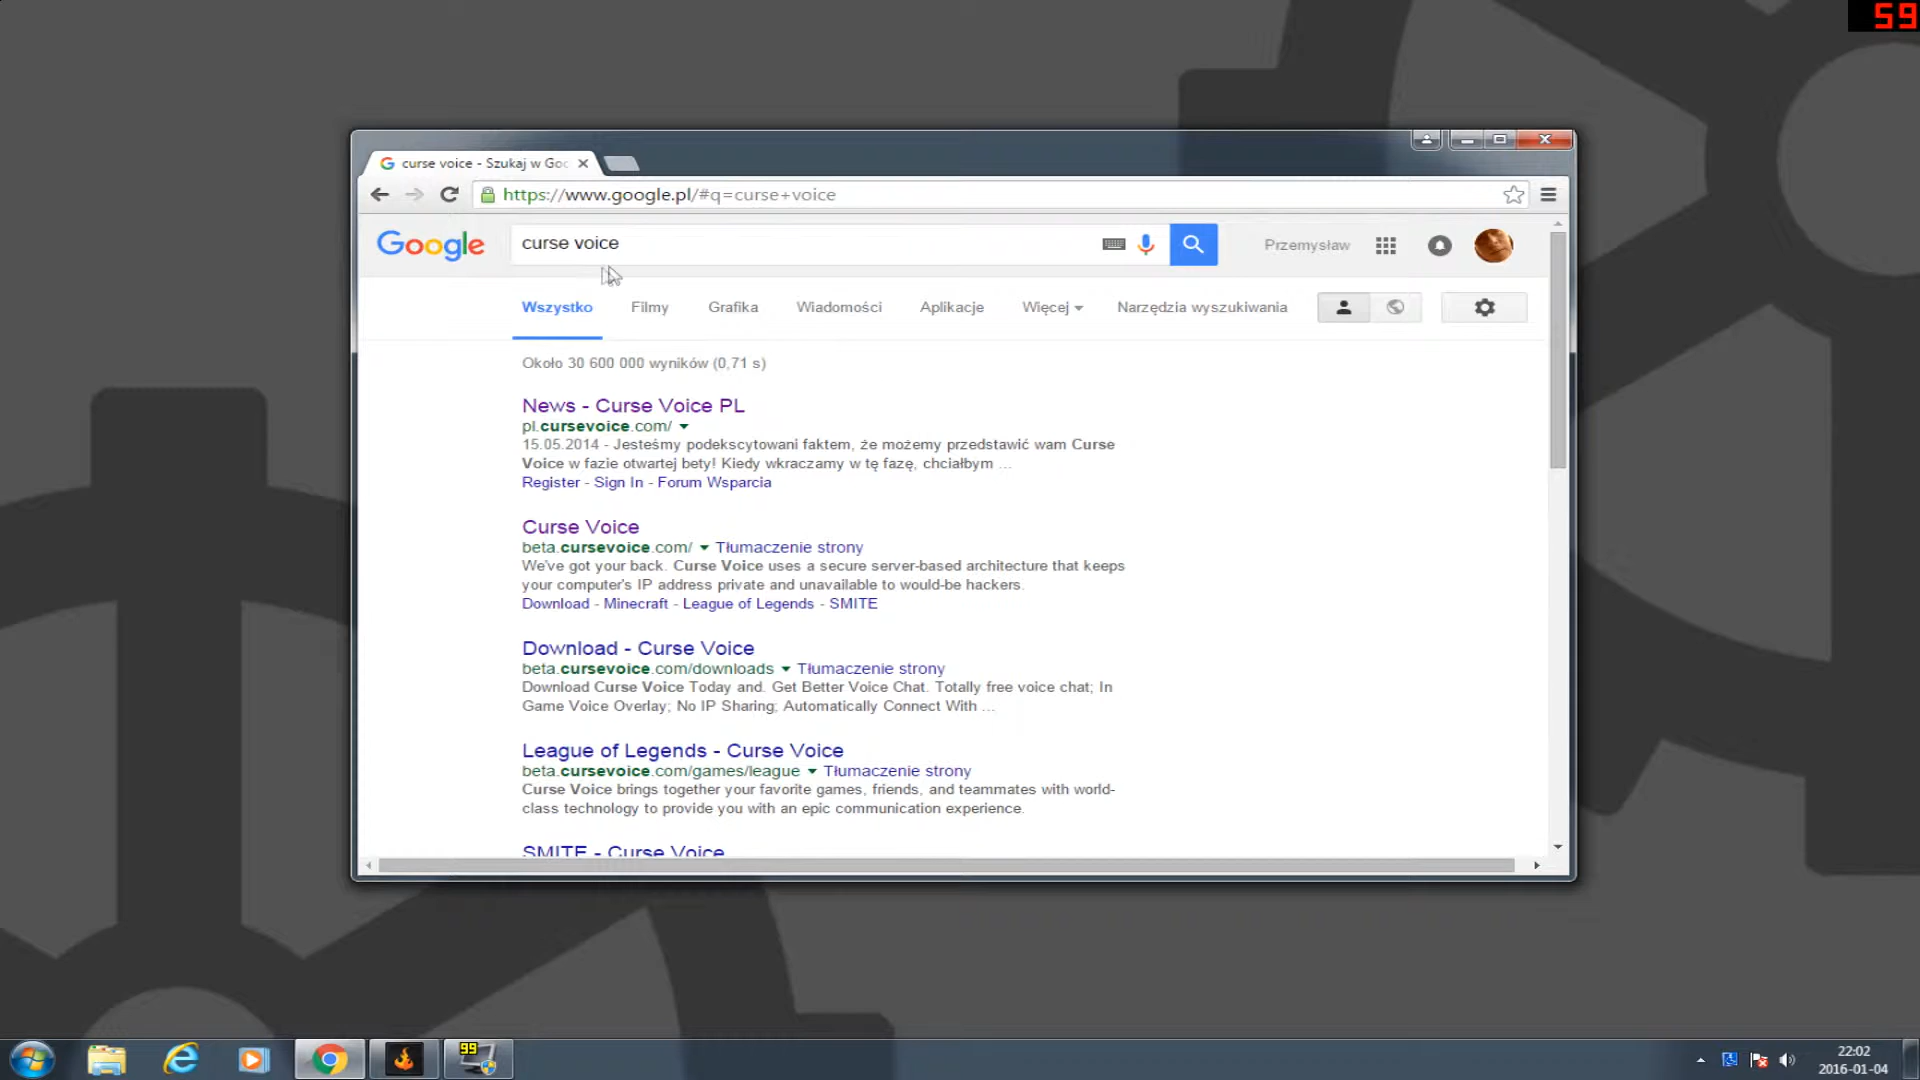 59
curse voice - Szukaj w Goo
https://www.google.pl/#q=curse+voice
Google
curse voice
Przemysław
Wszystko Filmy Grafika Wiadomości Aplikacje Więcej Narzędzia wyszukiwania
Około 30 600 000 wyników (0,71 s)
News - Curse Voice PL
pl.cursevoice.com/
15.05.2014 - Jesteśmy podekscytowani faktem, że możemy przedstawić wam Curse
Voice w fazie otwartej bety! Kiedy wkraczamy w tę fazę, chciałbym ...
Register - Sign In - Forum Wsparcia
Curse Voice
beta.cursevoice.com/ Tłumaczenie strony
We've got your back. Curse Voice uses a secure server-based architecture that keeps
your computer's IP address private and unavailable to would-be hackers.
Download - Minecraft - League of Legends - SMITE
Download - Curse Voice
beta.cursevoice.com/downloads Tłumaczenie strony
Download Curse Voice Today and. Get Better Voice Chat. Totally free voice chat; In
Game Voice Overlay; No IP Sharing; Automatically Connect With ...
League of Legends - Curse Voice
beta.cursevoice.com/games/league Tłumaczenie strony
Curse Voice brings together your favorite games, friends, and teammates with world-
class technology to provide you with an epic communication experience.
SMITE - Curse Voice
99
22:02
2016-01-04